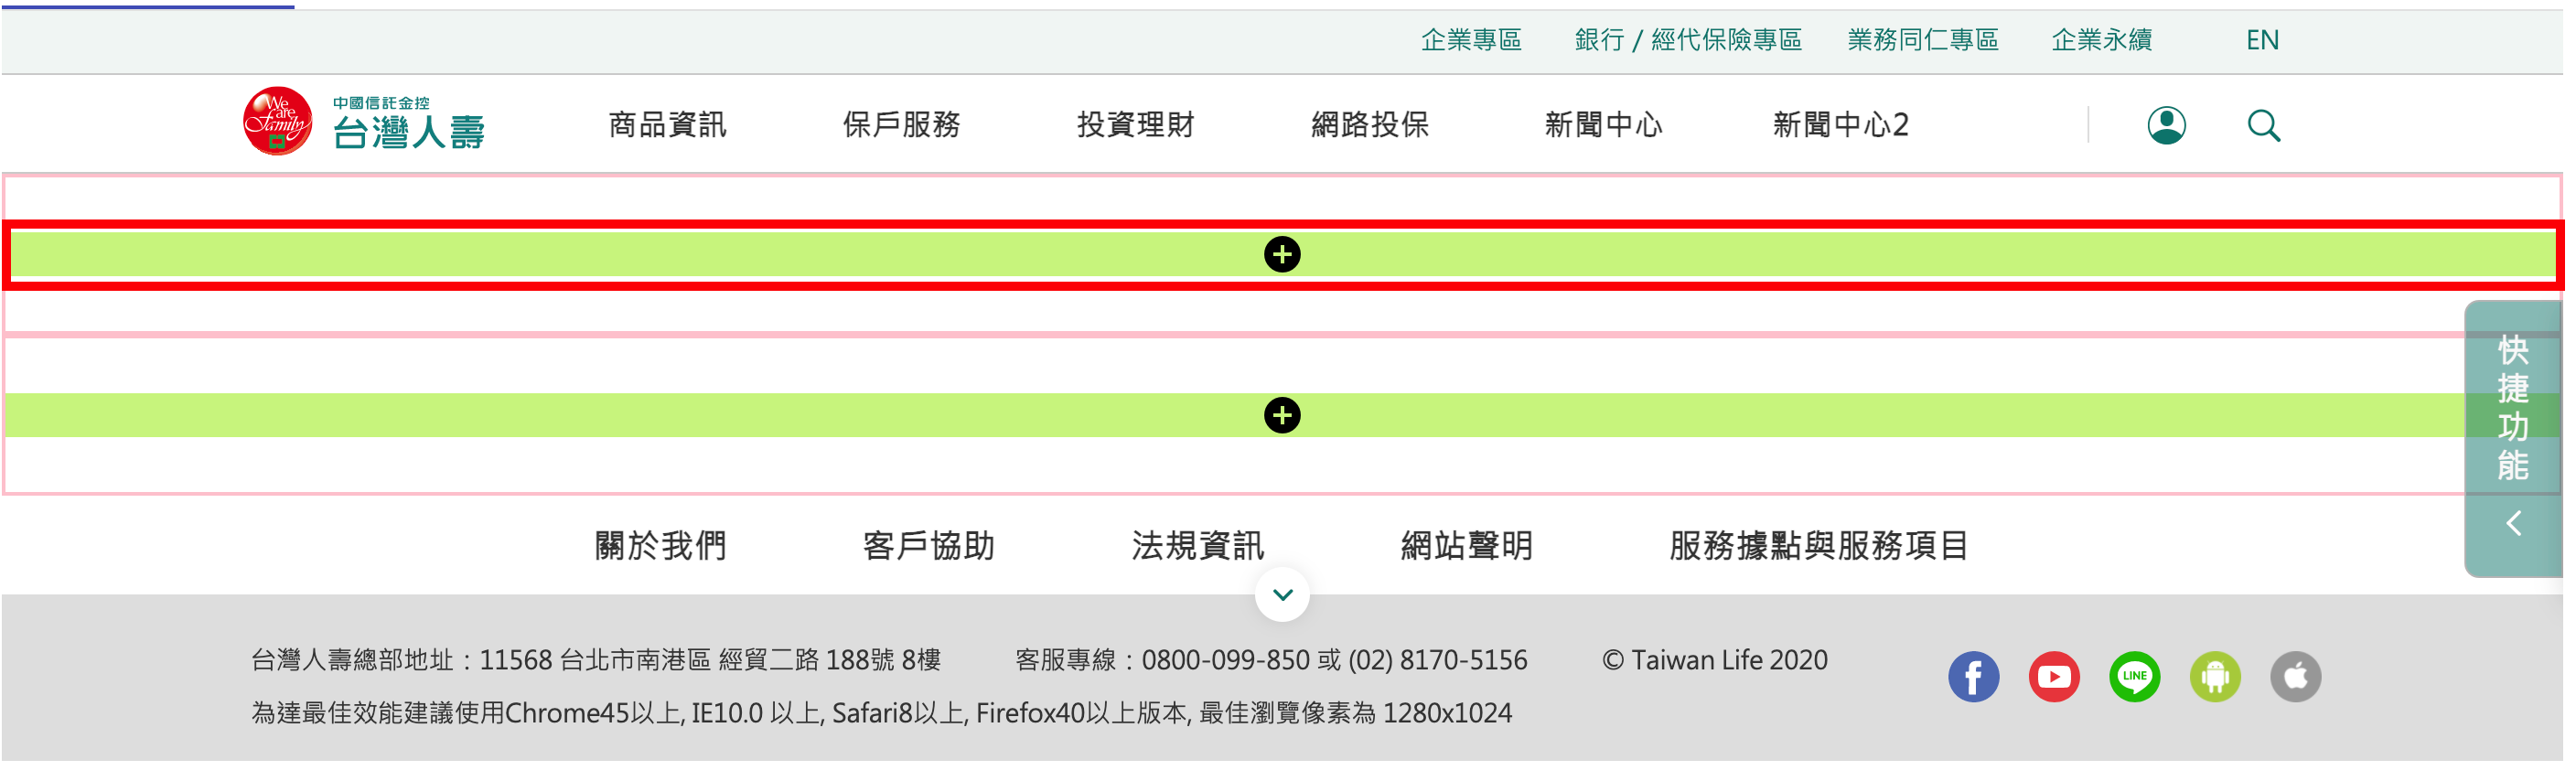 企業專區 銀行 / 經代保險專區 業務同仁專區 企業永續 EN
We are Family
中國信託金控
台灣人壽
商品資訊 保戶服務 投資理財 網路投保 新聞中心 新聞中心2
快捷功能
關於我們 客戶協助 法規資訊 網站聲明 服務據點與服務項目
台灣人壽總部地址：11568 台北市南港區 經貿二路 188號 8樓 客服專線：0800-099-850 或 (02) 8170-5156 © Taiwan Life 2020
LINE
為達最佳效能建議使用Chrome45以上, IE10.0 以上, Safari8以上, Firefox40以上版本, 最佳瀏覽像素為 1280x1024